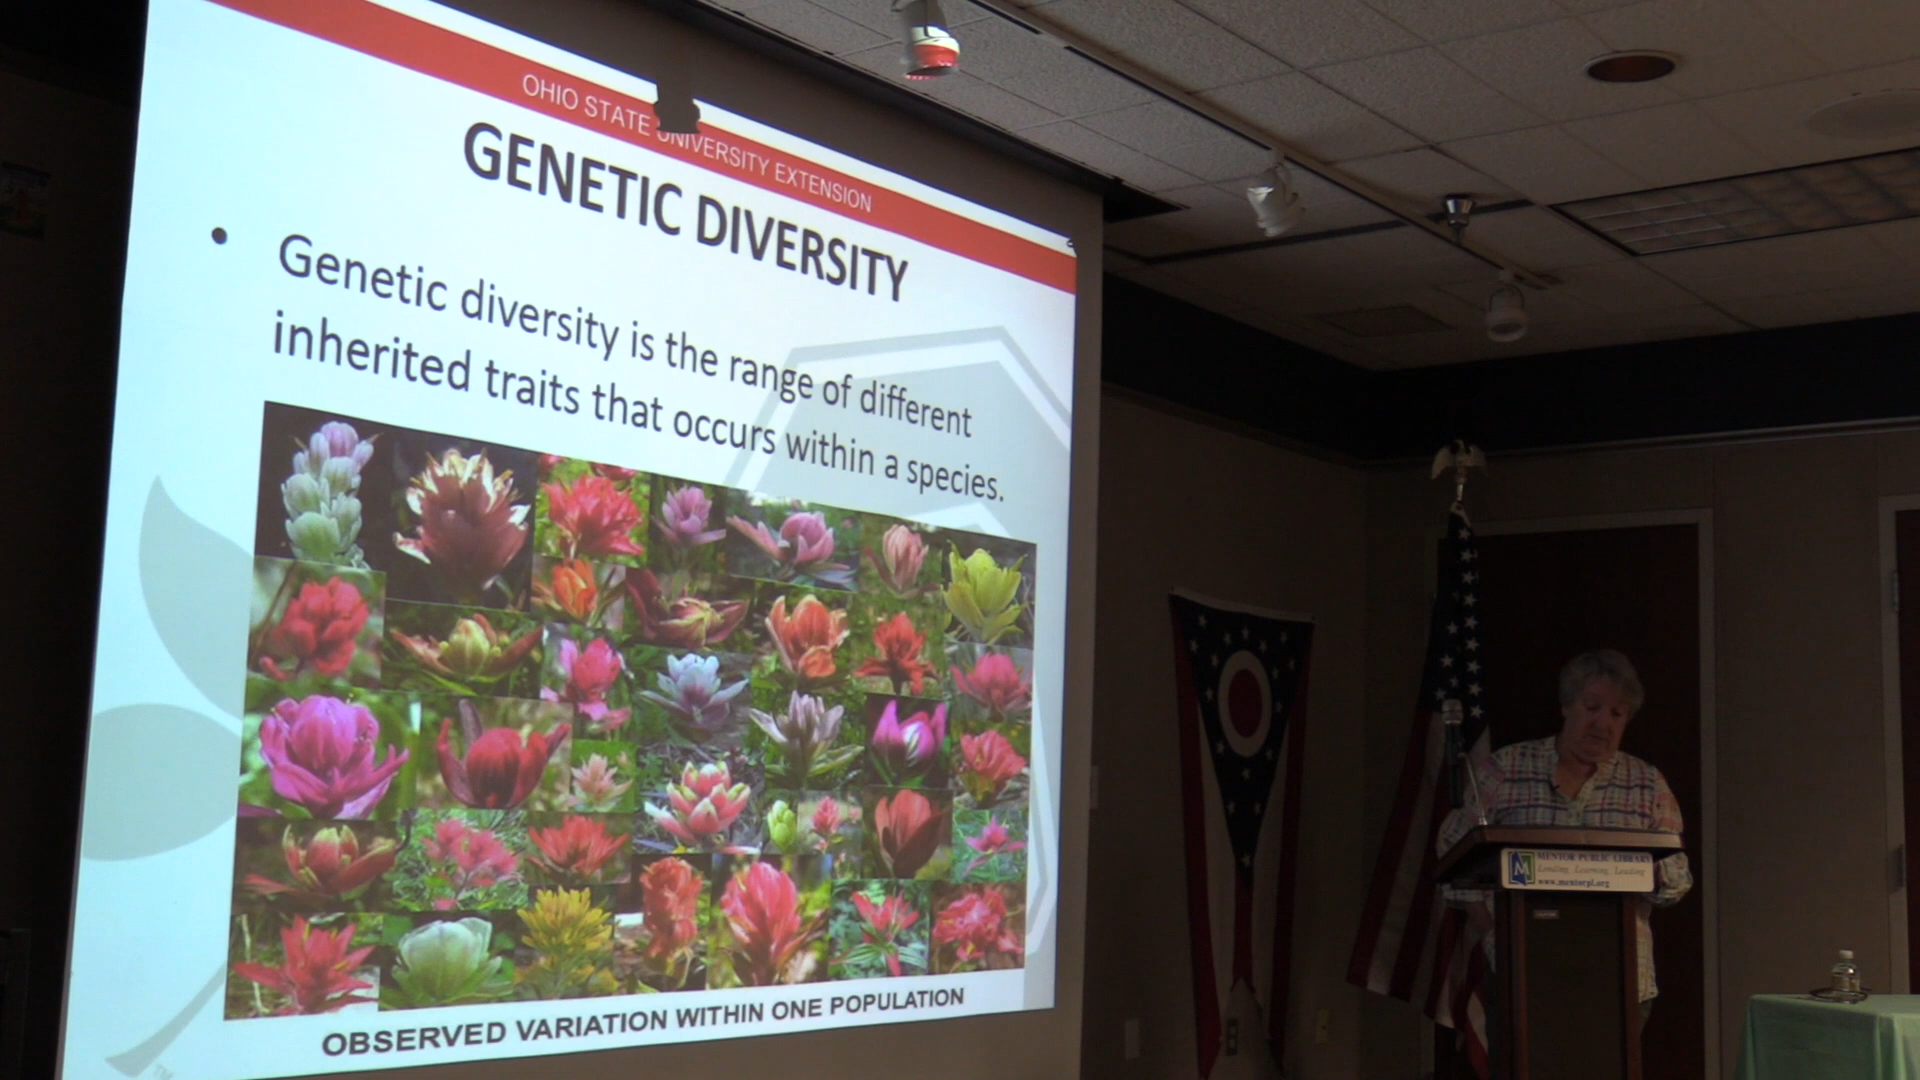 OHIO STATE UNIVERSITY EXTENSION
GENETIC DIVERSITY
• Genetic diversity is the range of different
inherited traits that occurs within a species.
OBSERVED VARIATION WITHIN ONE POPULATION
TM
M
MENTOR PUBLIC LIBRARY
Lending, Learning, Leading
www.mentorpl.org